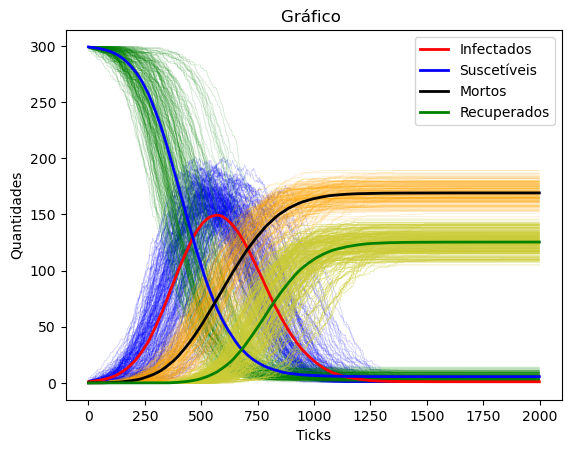 Gráfico
Infectados
Suscetíveis
Mortos
Recuperados
Quantidades
300
250
200
150
100
50
0
0 250 500 750 1000 1250 1500 1750 2000
Ticks